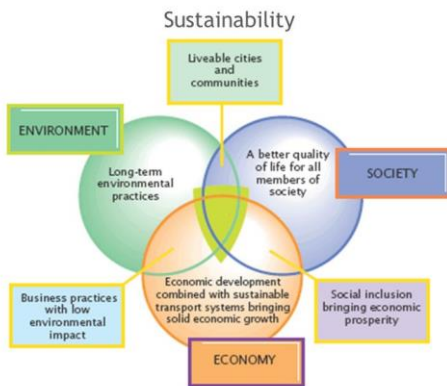 Sustainability
Liveable cities
and
communities
ENVIRONMENT
Long-term
environmental
practices
A better quality
of life for all
members of
society
SOCIETY
Business practices
with low
environmental
impact
Economic development
combined with sustainable
transport systems bringing
solid economic growth
Social inclusion
bringing economic
prosperity
ECONOMY